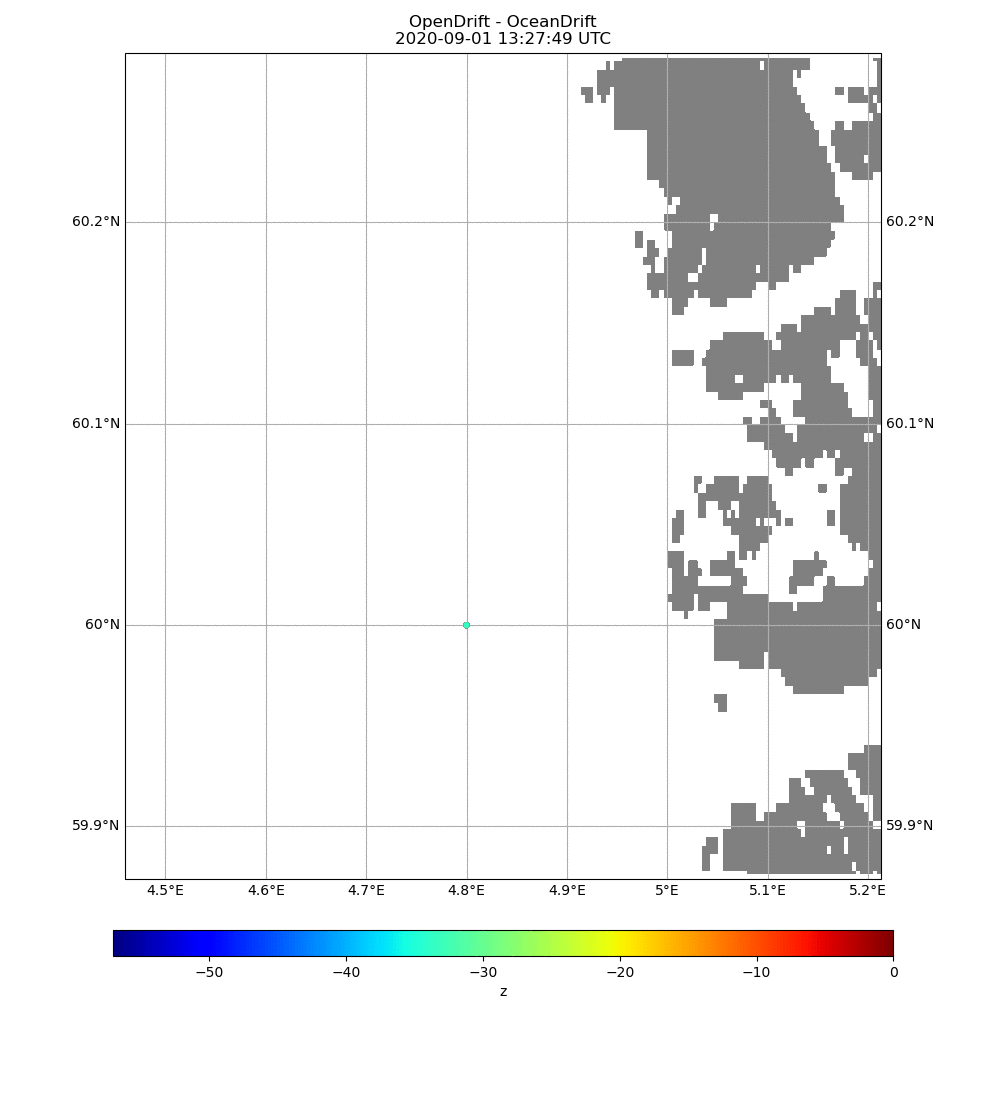 OpenDrift - OceanDrift
2020-09-01 13:27:49 UTC
60.2°N 60.2°N
60.1°N 60.1°N
60°N 60°N
59.9°N 59.9°N
4.5°E 4.6°E 4.7°E 4.8°E 4.9°E 5°E 5.1°E 5.2°E
−50 −40 −30 −20 −10 0
z